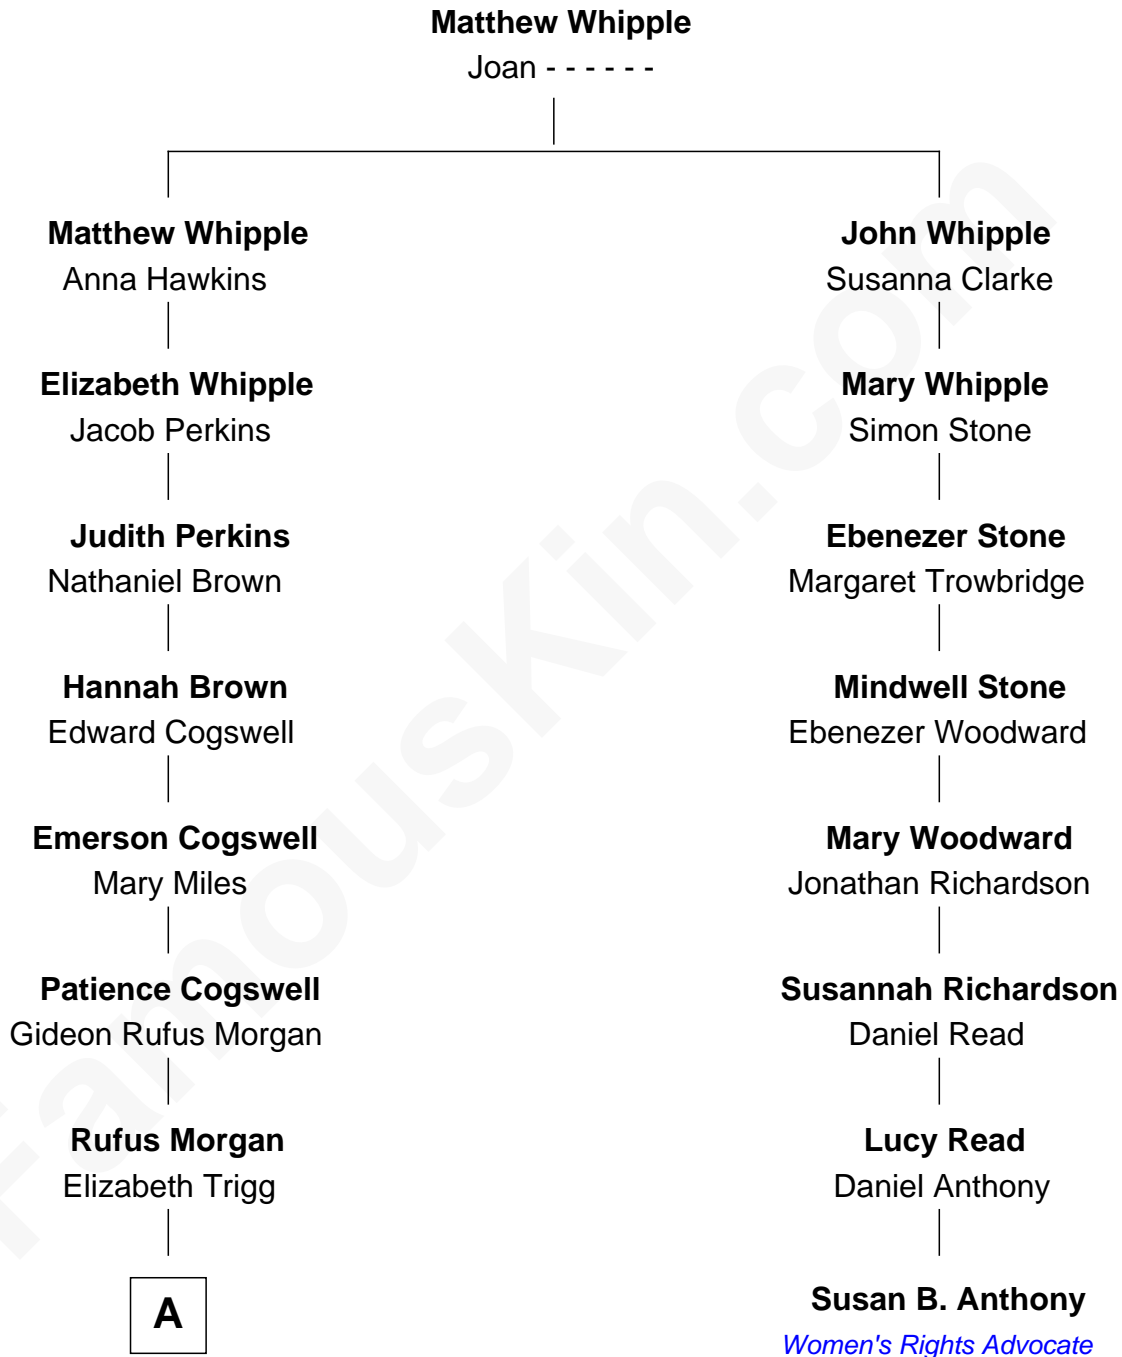 Matthew Whipple
Joan - - - - - -
Matthew Whipple
Anna Hawkins
John Whipple
Susanna Clarke
Elizabeth Whipple
Jacob Perkins
Mary Whipple
Simon Stone
Judith Perkins
Nathaniel Brown
Ebenezer Stone
Margaret Trowbridge
Hannah Brown
Edward Cogswell
Mindwell Stone
Ebenezer Woodward
Emerson Cogswell
Mary Miles
Mary Woodward
Jonathan Richardson
Patience Cogswell
Gideon Rufus Morgan
Susannah Richardson
Daniel Read
Rufus Morgan
Elizabeth Trigg
Lucy Read
Daniel Anthony
A
Susan B. Anthony
Women's Rights Advocate
FamousKin.com